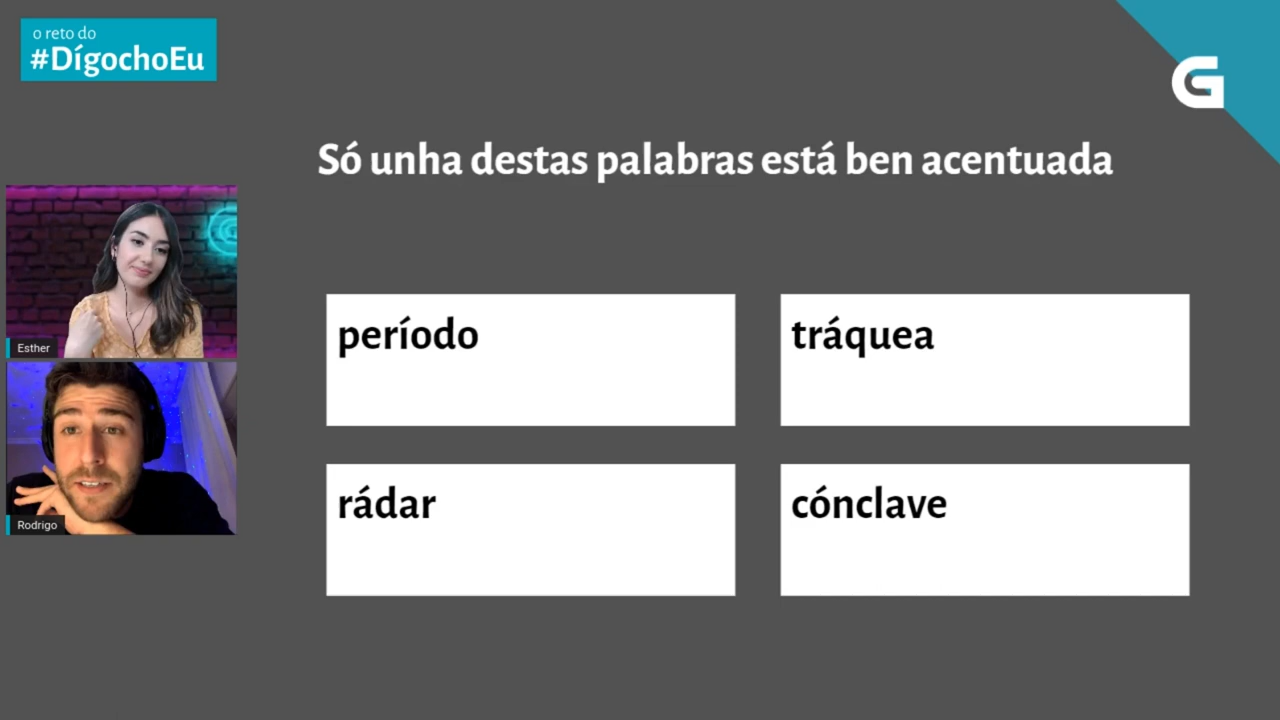 o reto do
#DígochoEu
G
Só unha destas palabras está ben acentuada
período
tráquea
rádar
cónclave
Esther
Rodrigo